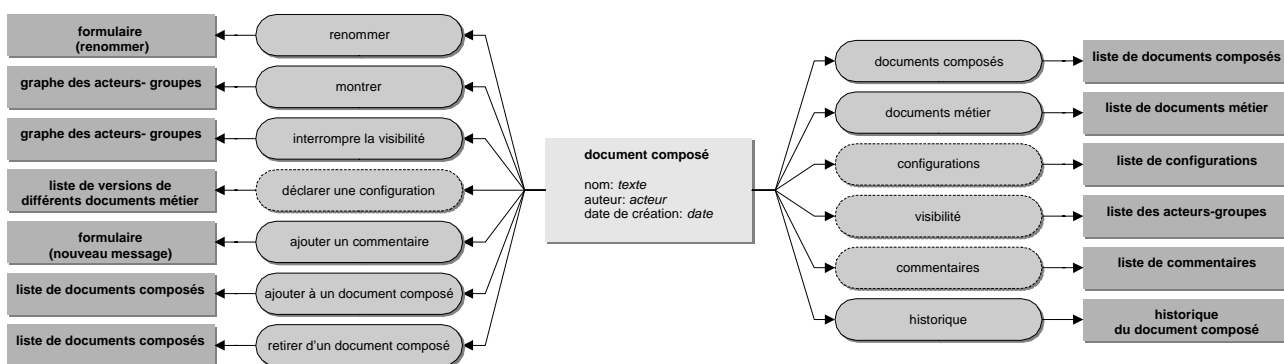 formulaire
(renommer)
renommer
graphe des acteurs- groupes
montrer
graphe des acteurs- groupes
interrompre la visibilité
liste de versions de
différents documents métier
déclarer une configuration
formulaire
(nouveau message)
ajouter un commentaire
liste de documents composés
ajouter à un document composé
liste de documents composés
retirer d'un document composé
document composé
nom: texte
auteur: acteur
date de création: date
documents composés
liste de documents composés
documents métier
liste de documents métier
configurations
liste de configurations
visibilité
liste des acteurs-groupes
commentaires
liste de commentaires
historique
historique
du document composé